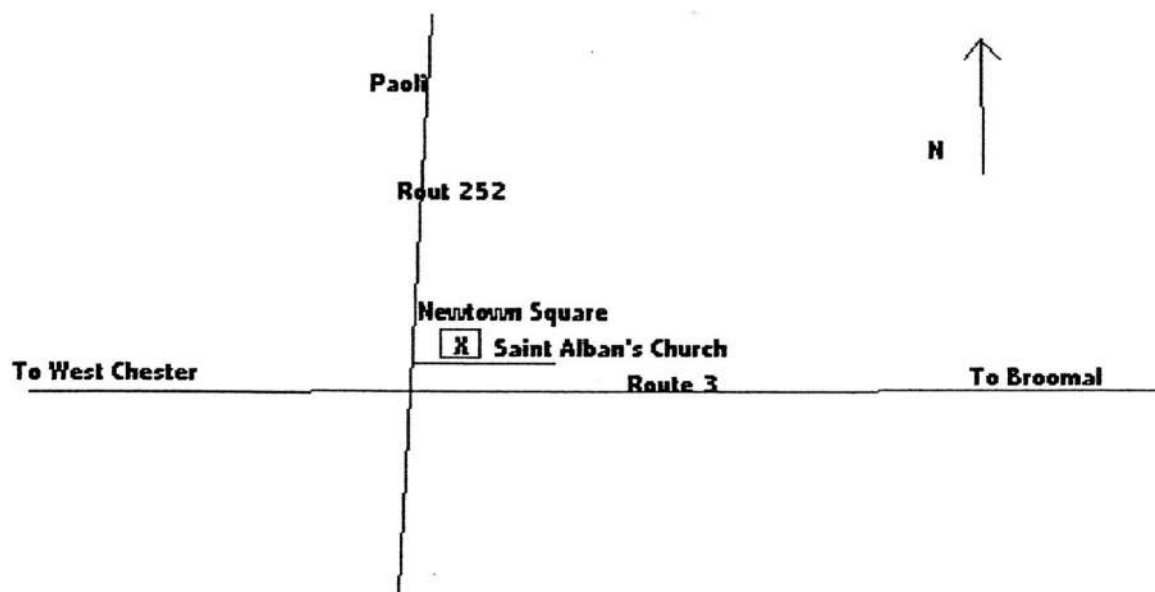 Paoli
N
Rout 252
Newtown Square
X Saint Alban's Church
To West Chester
Route 3
To Broomal